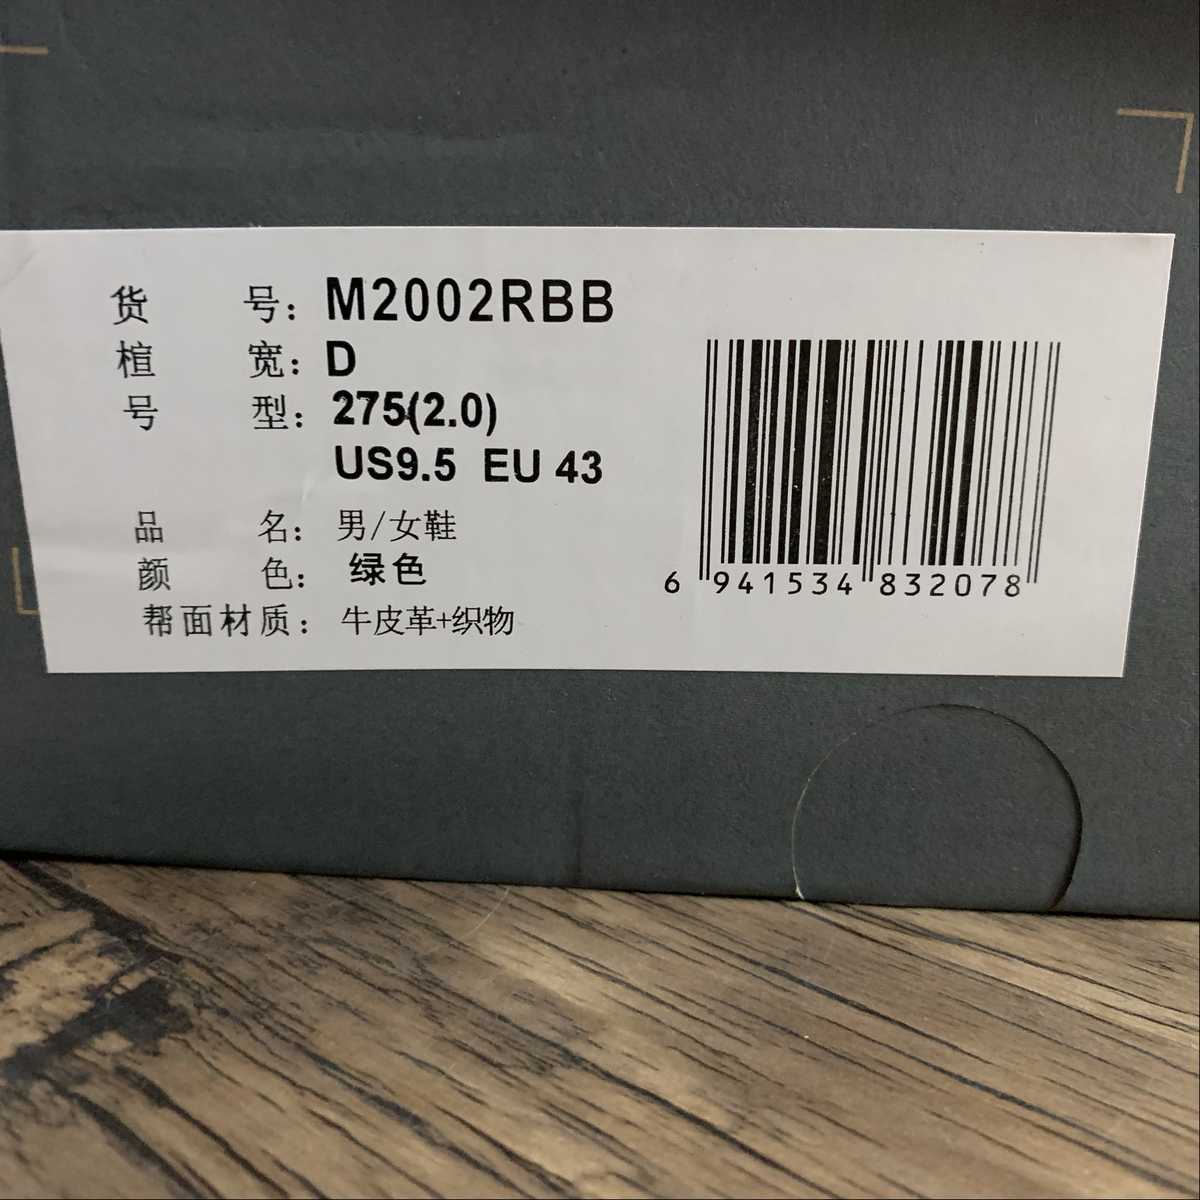 货 号: M2002RBB
楦 宽: D
号 型: 275(2.0)
US9.5 EU 43
品 名: 男/女鞋
颜 色: 绿色
帮面材质: 牛皮革+织物
6 941534 832078